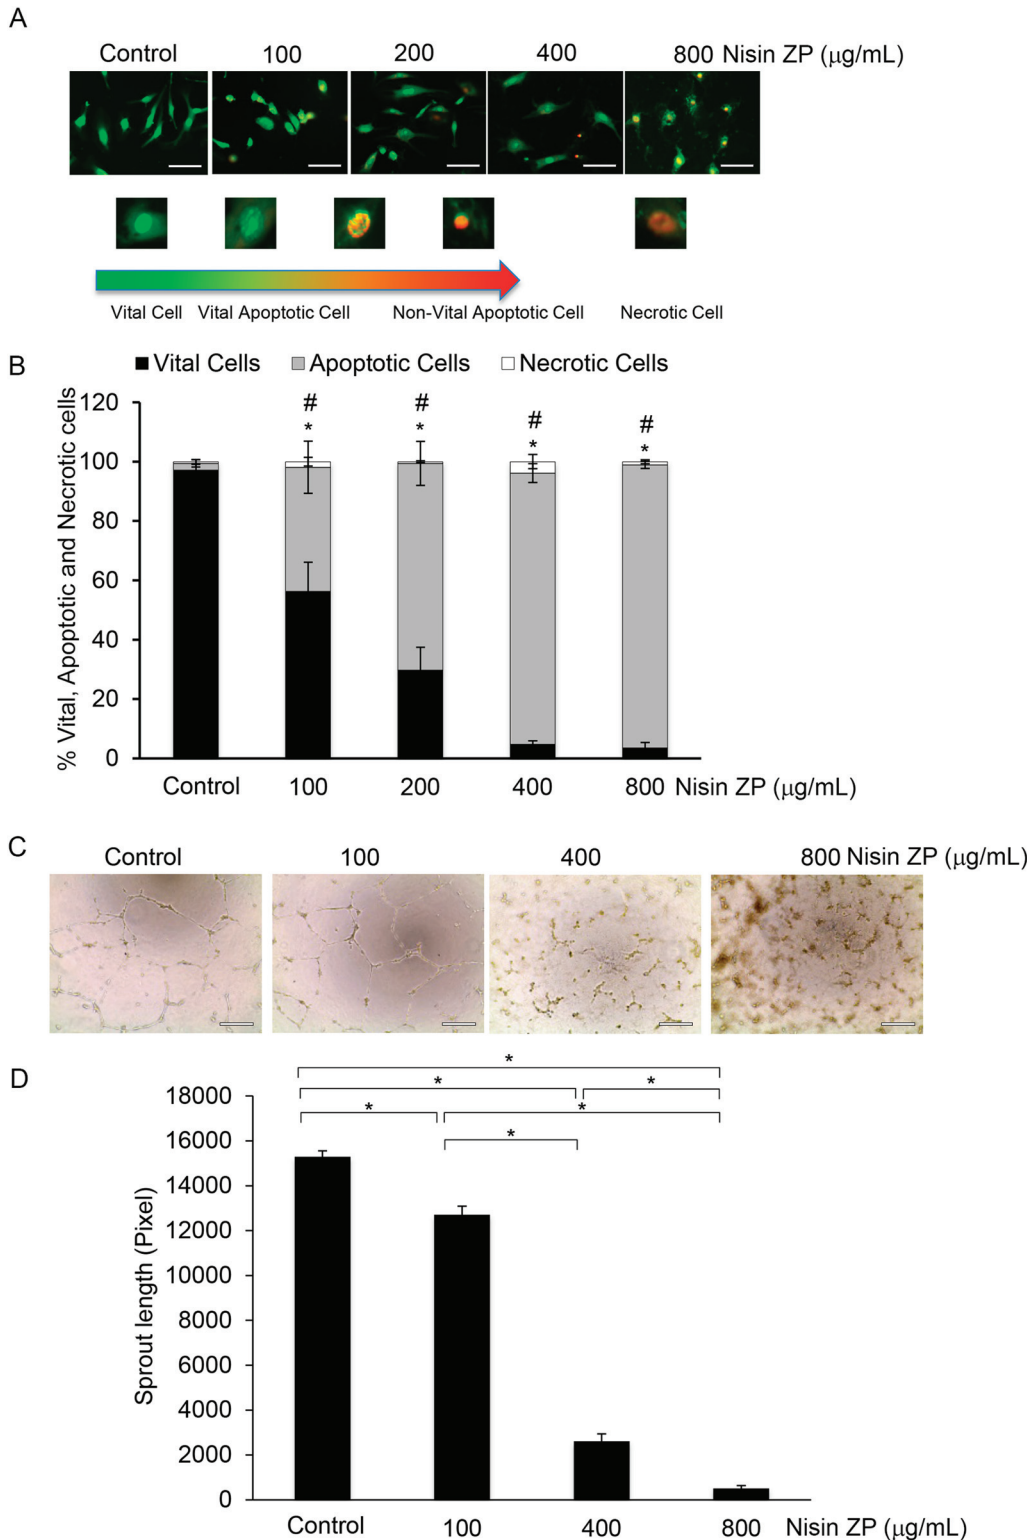 A
Control 100 200 400 800 Nisin ZP (μg/mL)
Vital Cell Vital Apoptotic Cell Non-Vital Apoptotic Cell Necrotic Cell
B
Vital Cells Apoptotic Cells Necrotic Cells
% Vital, Apoptotic and Necrotic cells
120
100
80
60
40
20
0
# # # #
* * * *
Control 100 200 400 800 Nisin ZP (μg/mL)
C
Control 100 400 800 Nisin ZP (μg/mL)
D
*
* *
* *
*
Sprout length (Pixel)
18000
16000
14000
12000
10000
8000
6000
4000
2000
0
Control 100 400 800 Nisin ZP (μg/mL)